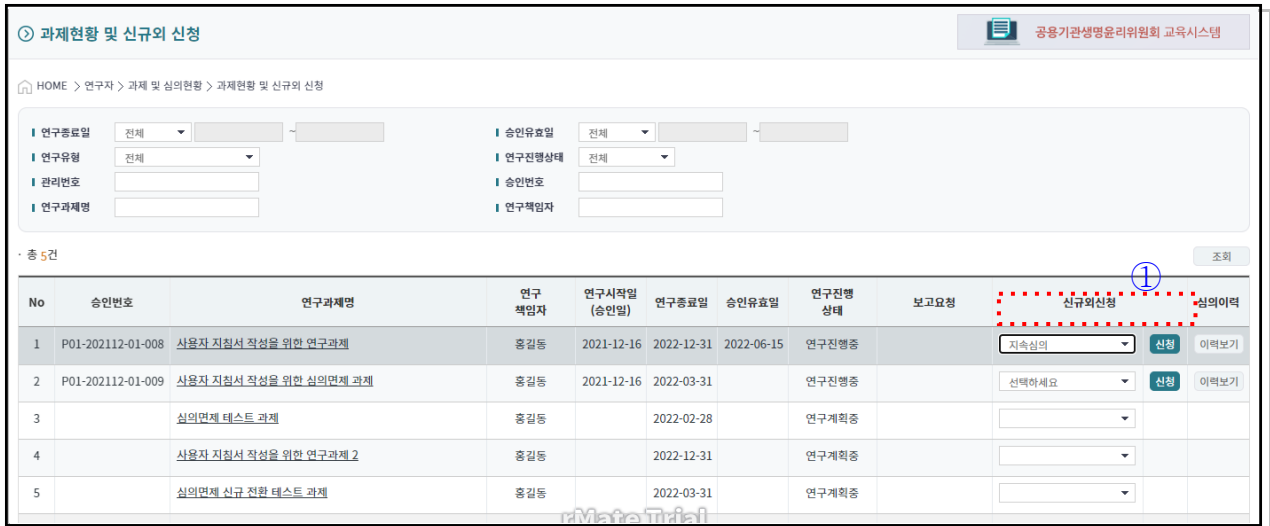 과제현황 및 신규외 신청
공용기관생명윤리위원회 교육시스템
HOME > 연구자 > 과제 및 심의현황 > 과제현황 및 신규외 신청
연구종료일 전체 ~ 승인유효일 전체 ~
연구유형 전체 연구진행상태 전체
관리번호 승인번호
연구과제명 연구책임자
· 총 5건 조회
①
No 승인번호 연구과제명 연구 책임자 연구시작일 (승인일) 연구종료일 승인유효일 연구진행 상태 보고요청 신규외신청 심의이력
1 P01-202112-01-008 사용자 지침서 작성을 위한 연구과제 홍길동 2021-12-16 2022-12-31 2022-06-15 연구진행중 지속심의 신청 이력보기
2 P01-202112-01-009 사용자 지침서 작성을 위한 심의면제 과제 홍길동 2021-12-16 2022-03-31 연구진행중 선택하세요 신청 이력보기
3 심의면제 테스트 과제 홍길동 2022-02-28 연구계획중
4 사용자 지침서 작성을 위한 연구과제 2 홍길동 2022-12-31 연구계획중
5 심의면제 신규 전환 테스트 과제 홍길동 2022-03-31 연구계획중
rMate Trial